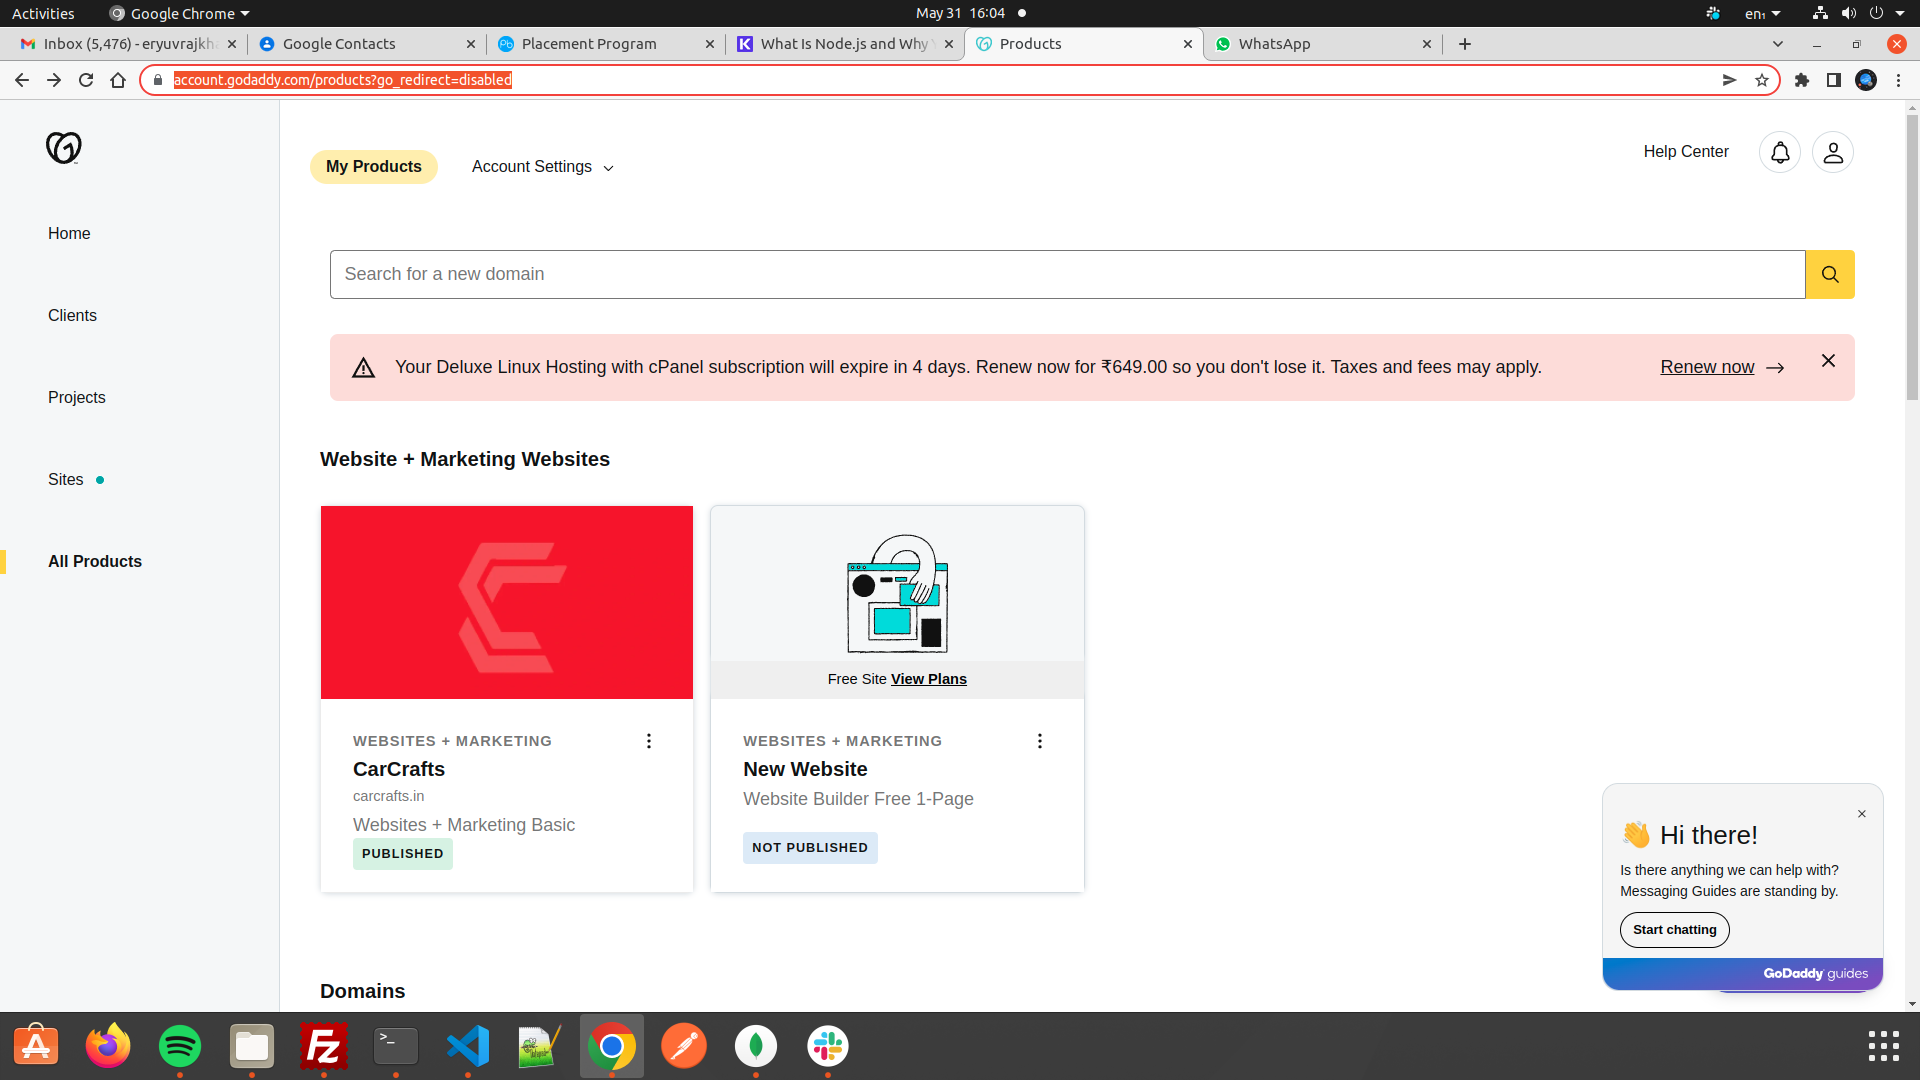 Activities
Google Chrome
May 31 16:04
en₁
Inbox (5,476) - eryuvrajkha
Google Contacts
Placement Program
What Is Node.js and Why Y
Products
WhatsApp
account.godaddy.com/products?go_redirect=disabled
My Products
Account Settings
Help Center
Home
Clients
Projects
Sites
All Products
Search for a new domain
Your Deluxe Linux Hosting with cPanel subscription will expire in 4 days. Renew now for ₹649.00 so you don't lose it. Taxes and fees may apply.
Renew now
Website + Marketing Websites
Free Site View Plans
WEBSITES + MARKETING
CarCrafts
carcrafts.in
Websites + Marketing Basic
PUBLISHED
WEBSITES + MARKETING
New Website
Website Builder Free 1-Page
NOT PUBLISHED
Domains
👋 Hi there!
Is there anything we can help with?
Messaging Guides are standing by.
Start chatting
GoDaddy guides